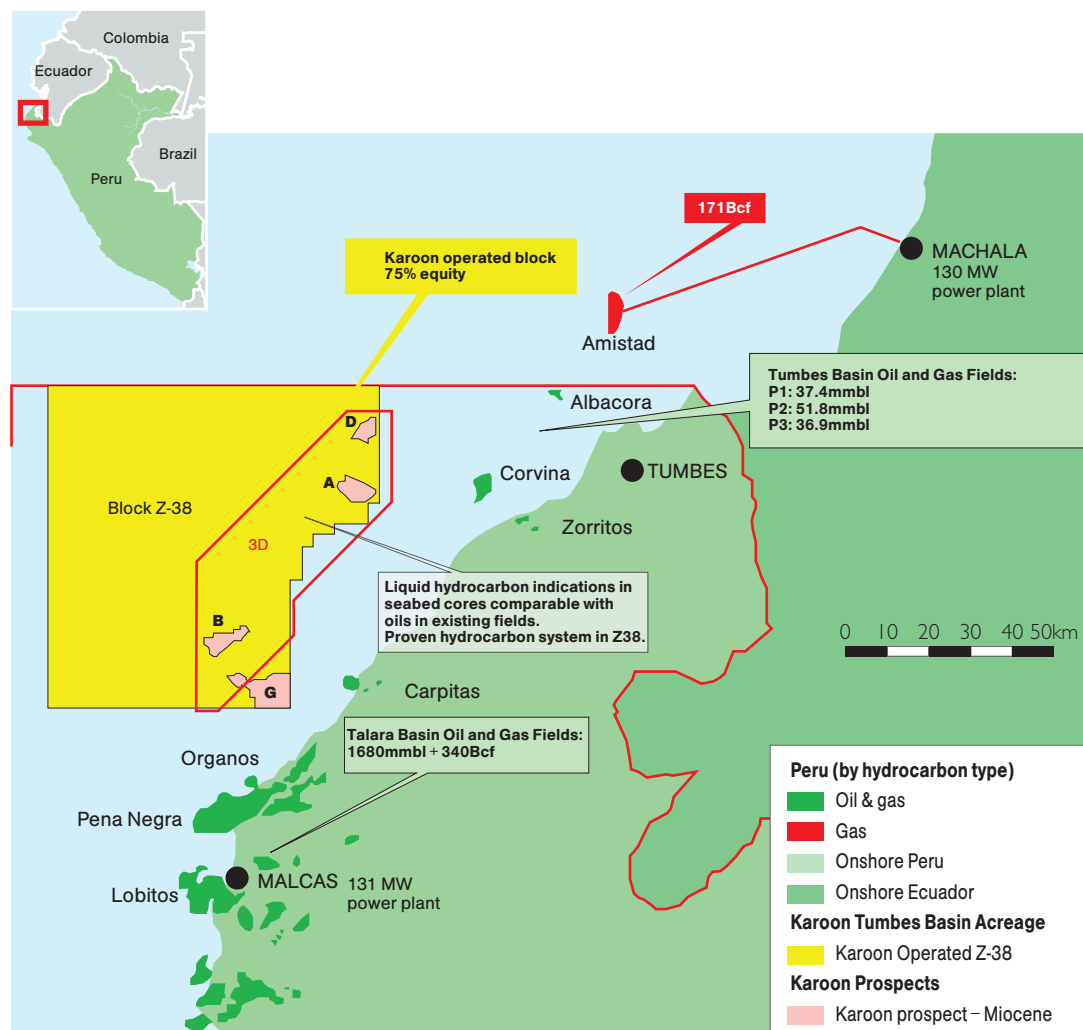 Colombia
Ecuador
Brazil
Peru
171Bcf
Karoon operated block
75% equity
MACHALA
130 MW
power plant
Amistad
Tumbes Basin Oil and Gas Fields:
P1: 37.4mmbl
P2: 51.8mmbl
P3: 36.9mmbl
Albacora
D
A
Corvina
TUMBES
Block Z-38
Zorritos
3D
Liquid hydrocarbon indications in
seabed cores comparable with
oils in existing fields.
Proven hydrocarbon system in Z38.
B
0 10 20 30 40 50km
G
Carpitas
Talara Basin Oil and Gas Fields:
1680mmbl + 340Bcf
Organos
Pena Negra
MALCAS 131 MW
power plant
Lobitos
Peru (by hydrocarbon type)
Oil & gas
Gas
Onshore Peru
Onshore Ecuador
Karoon Tumbes Basin Acreage
Karoon Operated Z-38
Karoon Prospects
Karoon prospect – Miocene